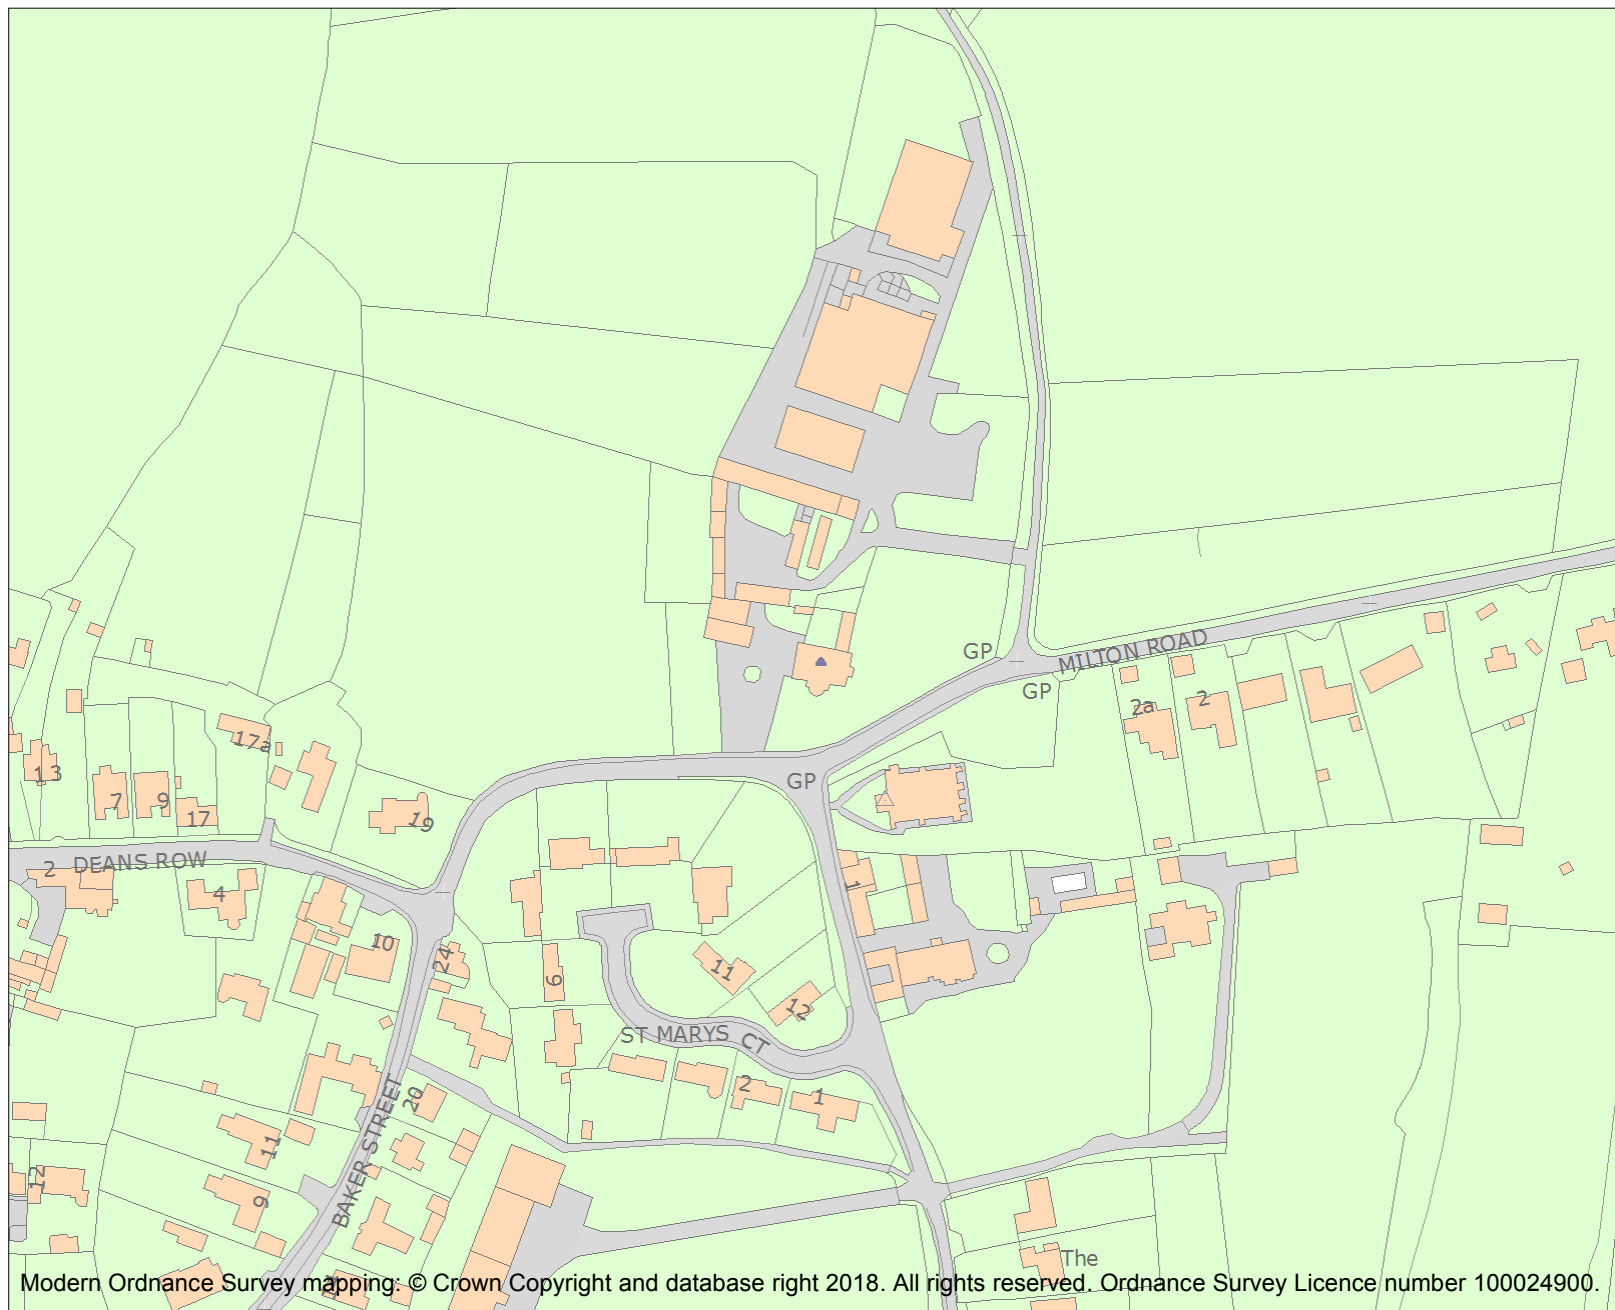 GP
MILTON ROAD
GP
2a
2
17a
13
7
9
17
19
GP
2
DEANS ROW
4
1
10
24
11
6
12
ST MARYS CT
2
1
20
BAKER STREET
11
12
9
The
Modern Ordnance Survey mapping: © Crown Copyright and database right 2018. All rights reserved. Ordnance Survey Licence number 100024900.